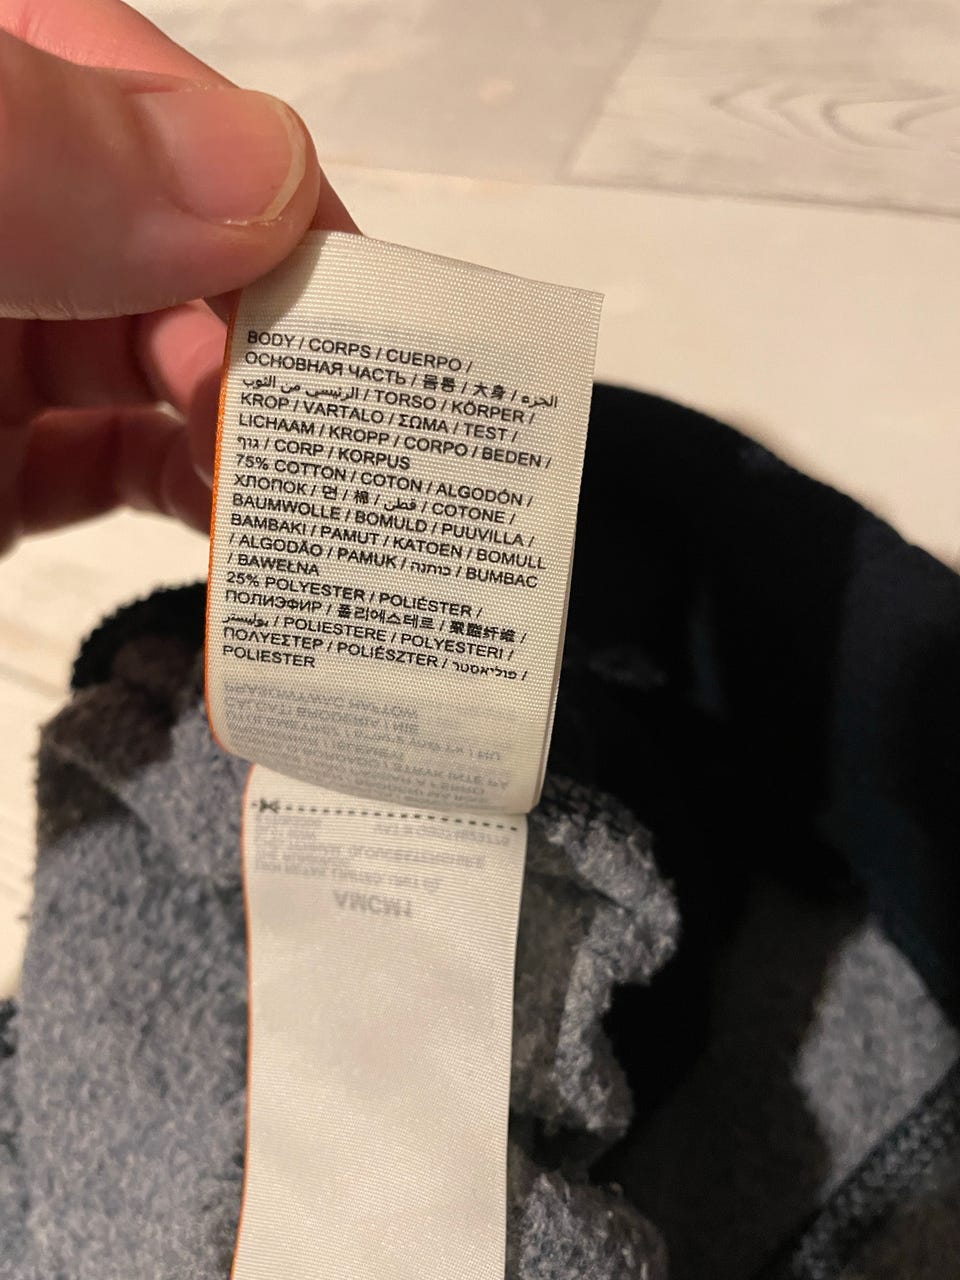 BODY / CORPS / CUERPO /
ОСНОВНАЯ ЧАСТЬ / 몸통 / 大身 / الجزء
الرئيسي من الثوب / TORSO / KÖRPER /
KROP / VARTALO / ΣΩΜΑ / TEST /
LICHAAM / KROPP / CORPO / BEDEN /
גוף / CORP / KORPUS
75% COTTON / COTON / ALGODÓN /
ХЛОПОК / 면 / 棉 / قطن / COTONE /
BAUMWOLLE / BOMULD / PUUVILLA /
BAMBAKI / PAMUT / KATOEN / BOMULL
/ ALGODÃO / PAMUK / כותנה / BUMBAC
/ BAWEŁNA
25% POLYESTER / POLIÉSTER /
ПОЛИЭФИР / 폴리에스테르 / 聚酯纤维 /
بوليستر / POLIESTERE / POLYESTERI /
ΠΟΛΥΕΣΤΕΡ / POLIÉSZTER / פוליאסטר /
POLIESTER